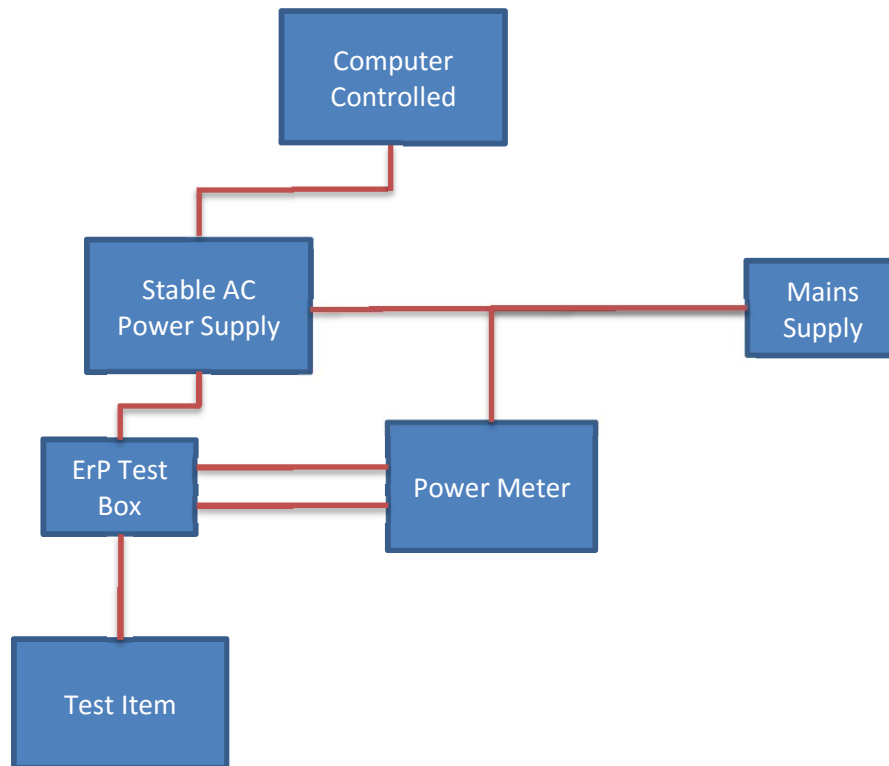 Computer
Controlled
Stable AC
Power Supply
Mains
Supply
ErP Test
Box
Power Meter
Test Item